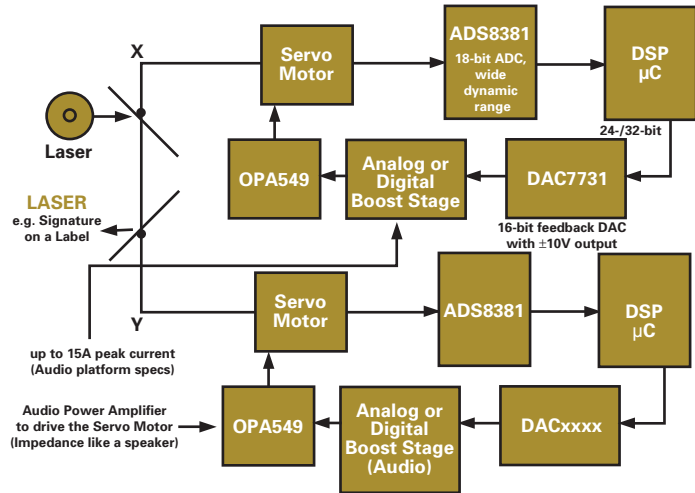 X
Servo
Motor
ADS8381
18-bit ADC,
wide
dynamic
range
DSP
µC
Laser
24-/32-bit
OPA549
Analog or
Digital
Boost Stage
DAC7731
LASER
e.g. Signature
on a Label
16-bit feedback DAC
with ±10V output
Servo
Motor
ADS8381
DSP
µC
Y
up to 15A peak current
(Audio platform specs)
Audio Power Amplifier
to drive the Servo Motor
(Impedance like a speaker)
OPA549
Analog or
Digital
Boost Stage
(Audio)
DACxxxx